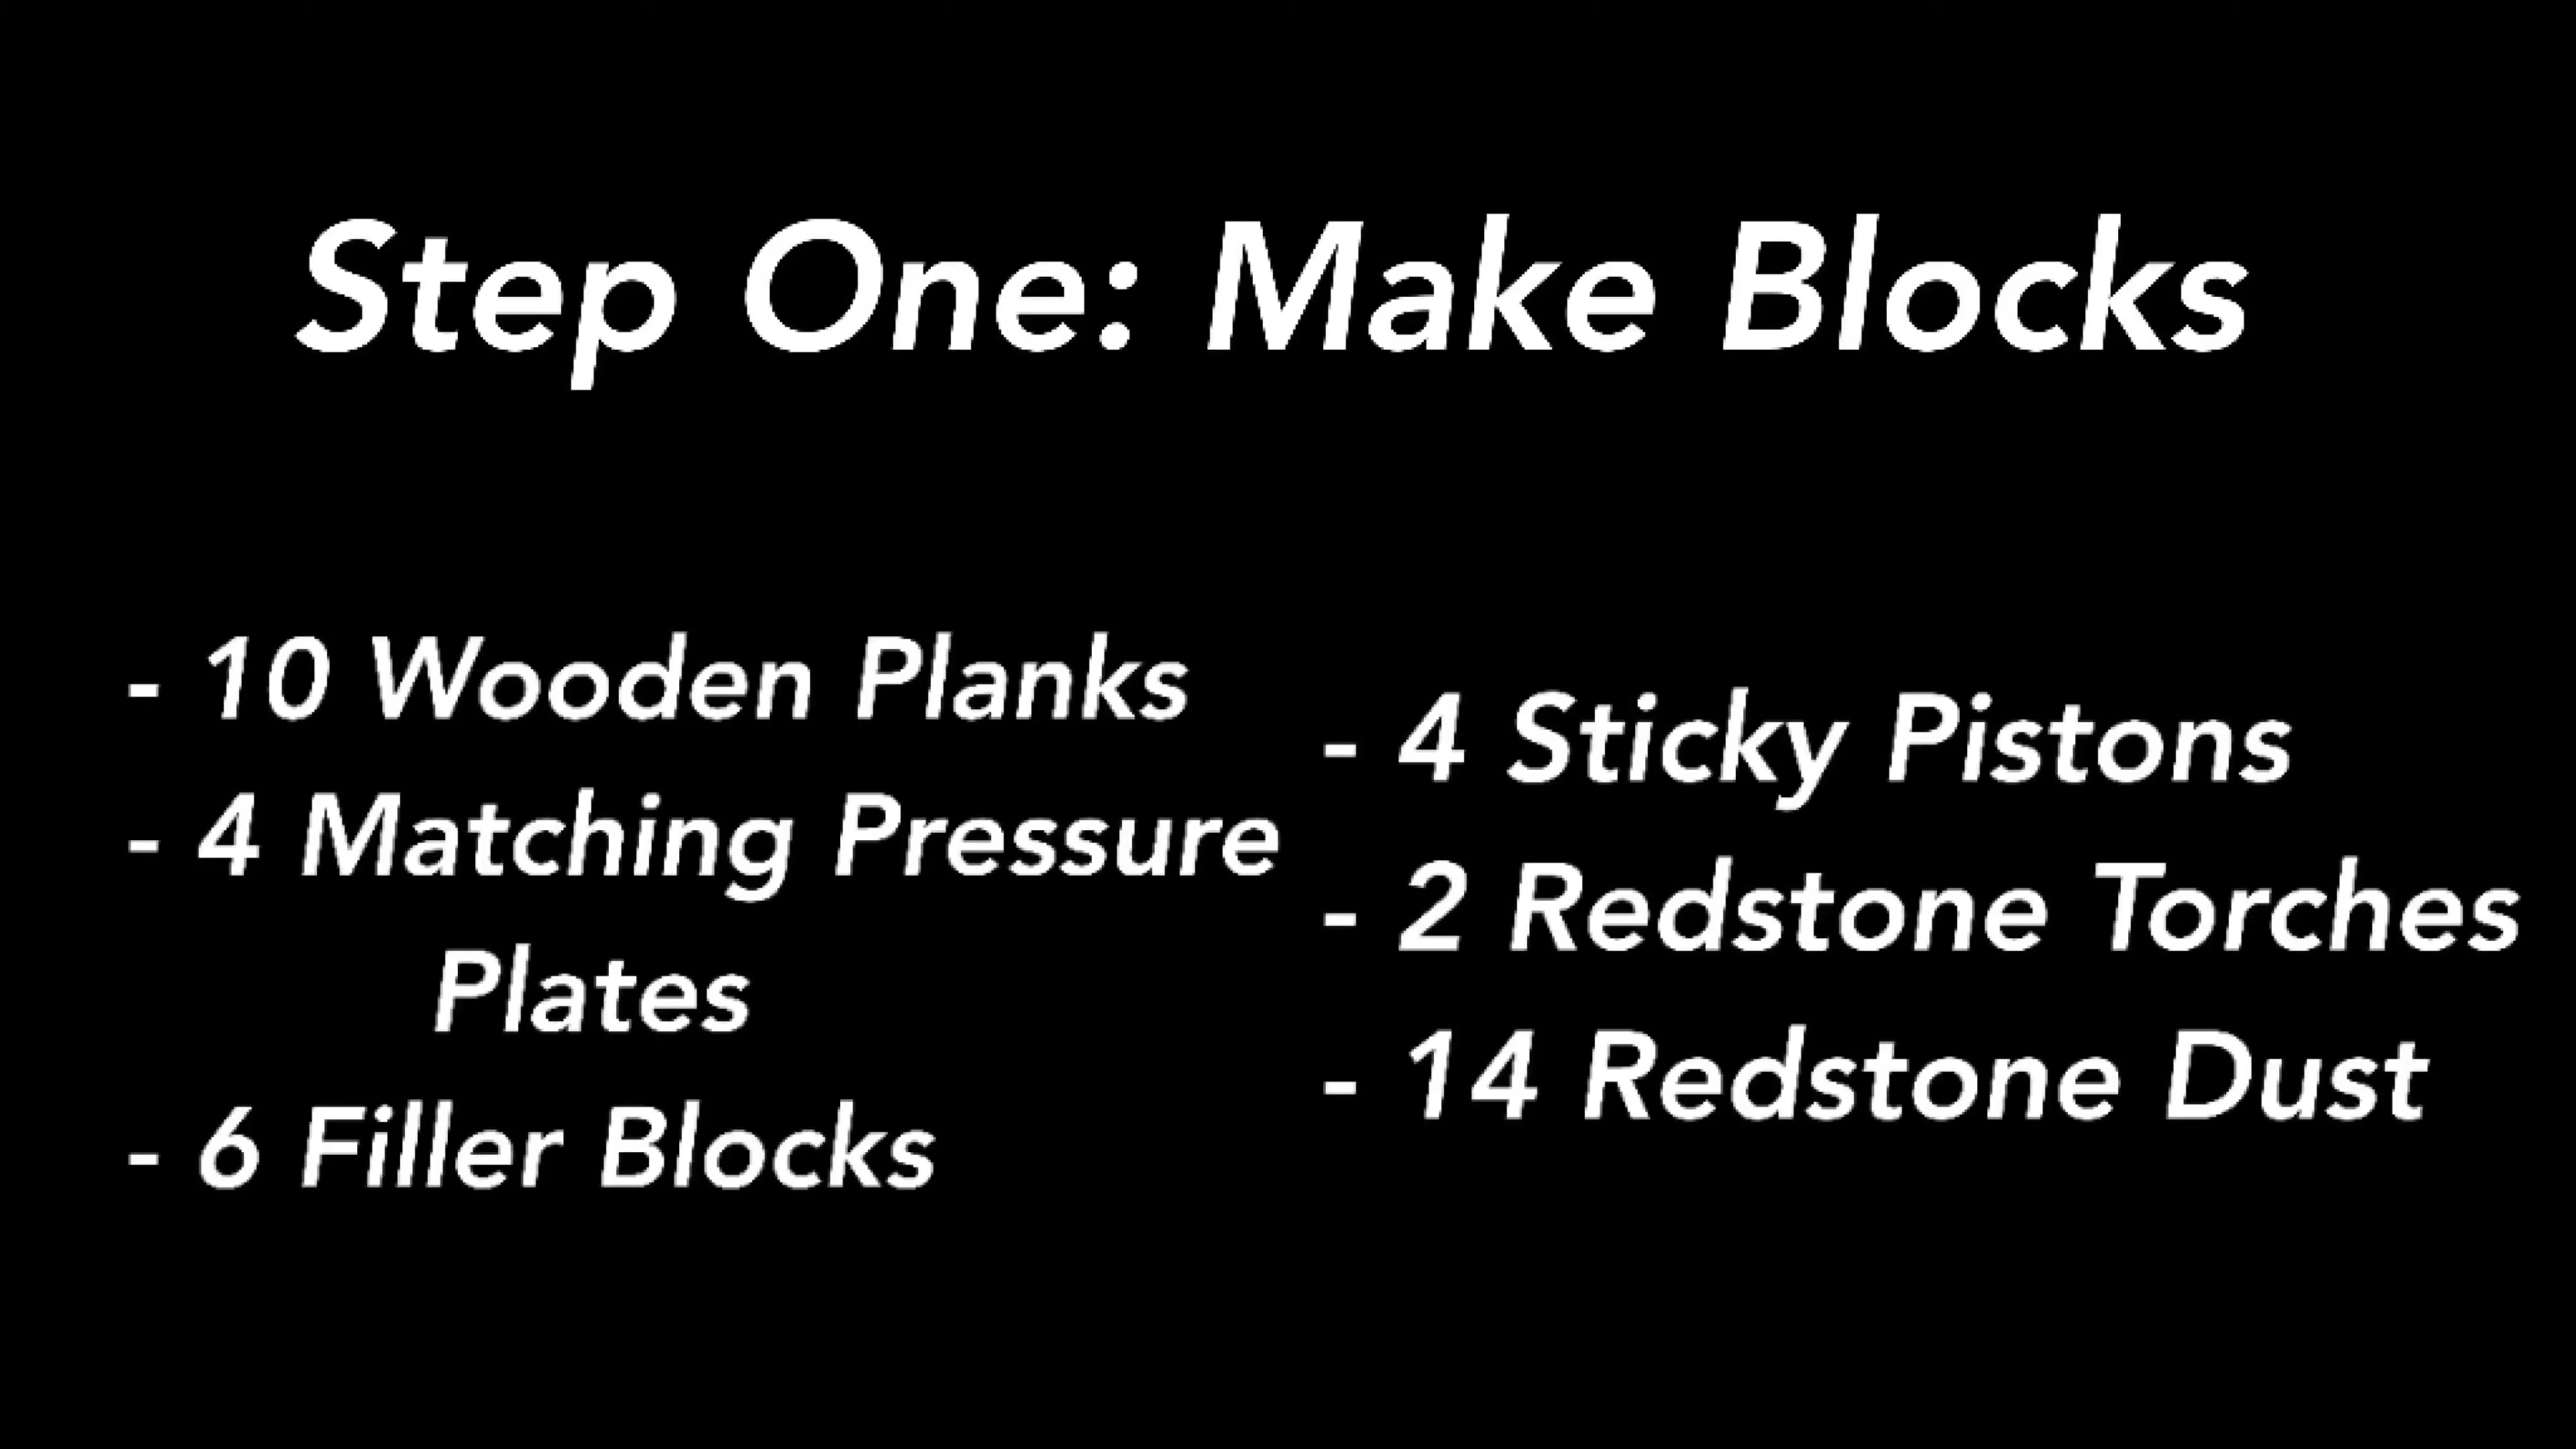 Step One: Make Blocks
- 10 Wooden Planks
- 4 Matching Pressure
Plates
- 6 Filler Blocks
- 4 Sticky Pistons
- 2 Redstone Torches
- 14 Redstone Dust